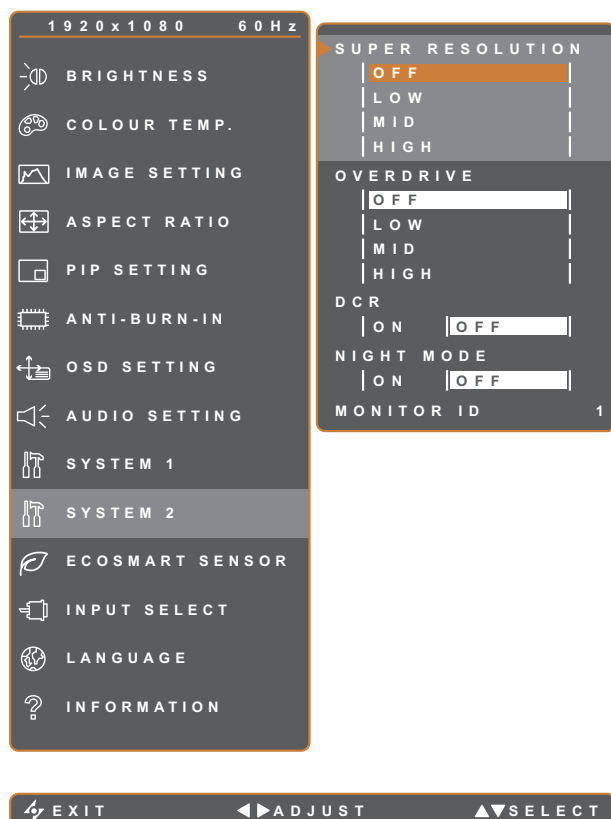 1920x1080 60Hz
BRIGHTNESS
COLOUR TEMP.
IMAGE SETTING
ASPECT RATIO
PIP SETTING
ANTI-BURN-IN
OSD SETTING
AUDIO SETTING
SYSTEM 1
SYSTEM 2
ECOSMART SENSOR
INPUT SELECT
LANGUAGE
INFORMATION
SUPER RESOLUTION
OFF
LOW
MID
HIGH
OVERDRIVE
OFF
LOW
MID
HIGH
DCR
ON OFF
NIGHT MODE
ON OFF
MONITOR ID 1
EXIT ◀▶ADJUST ▲▼SELECT